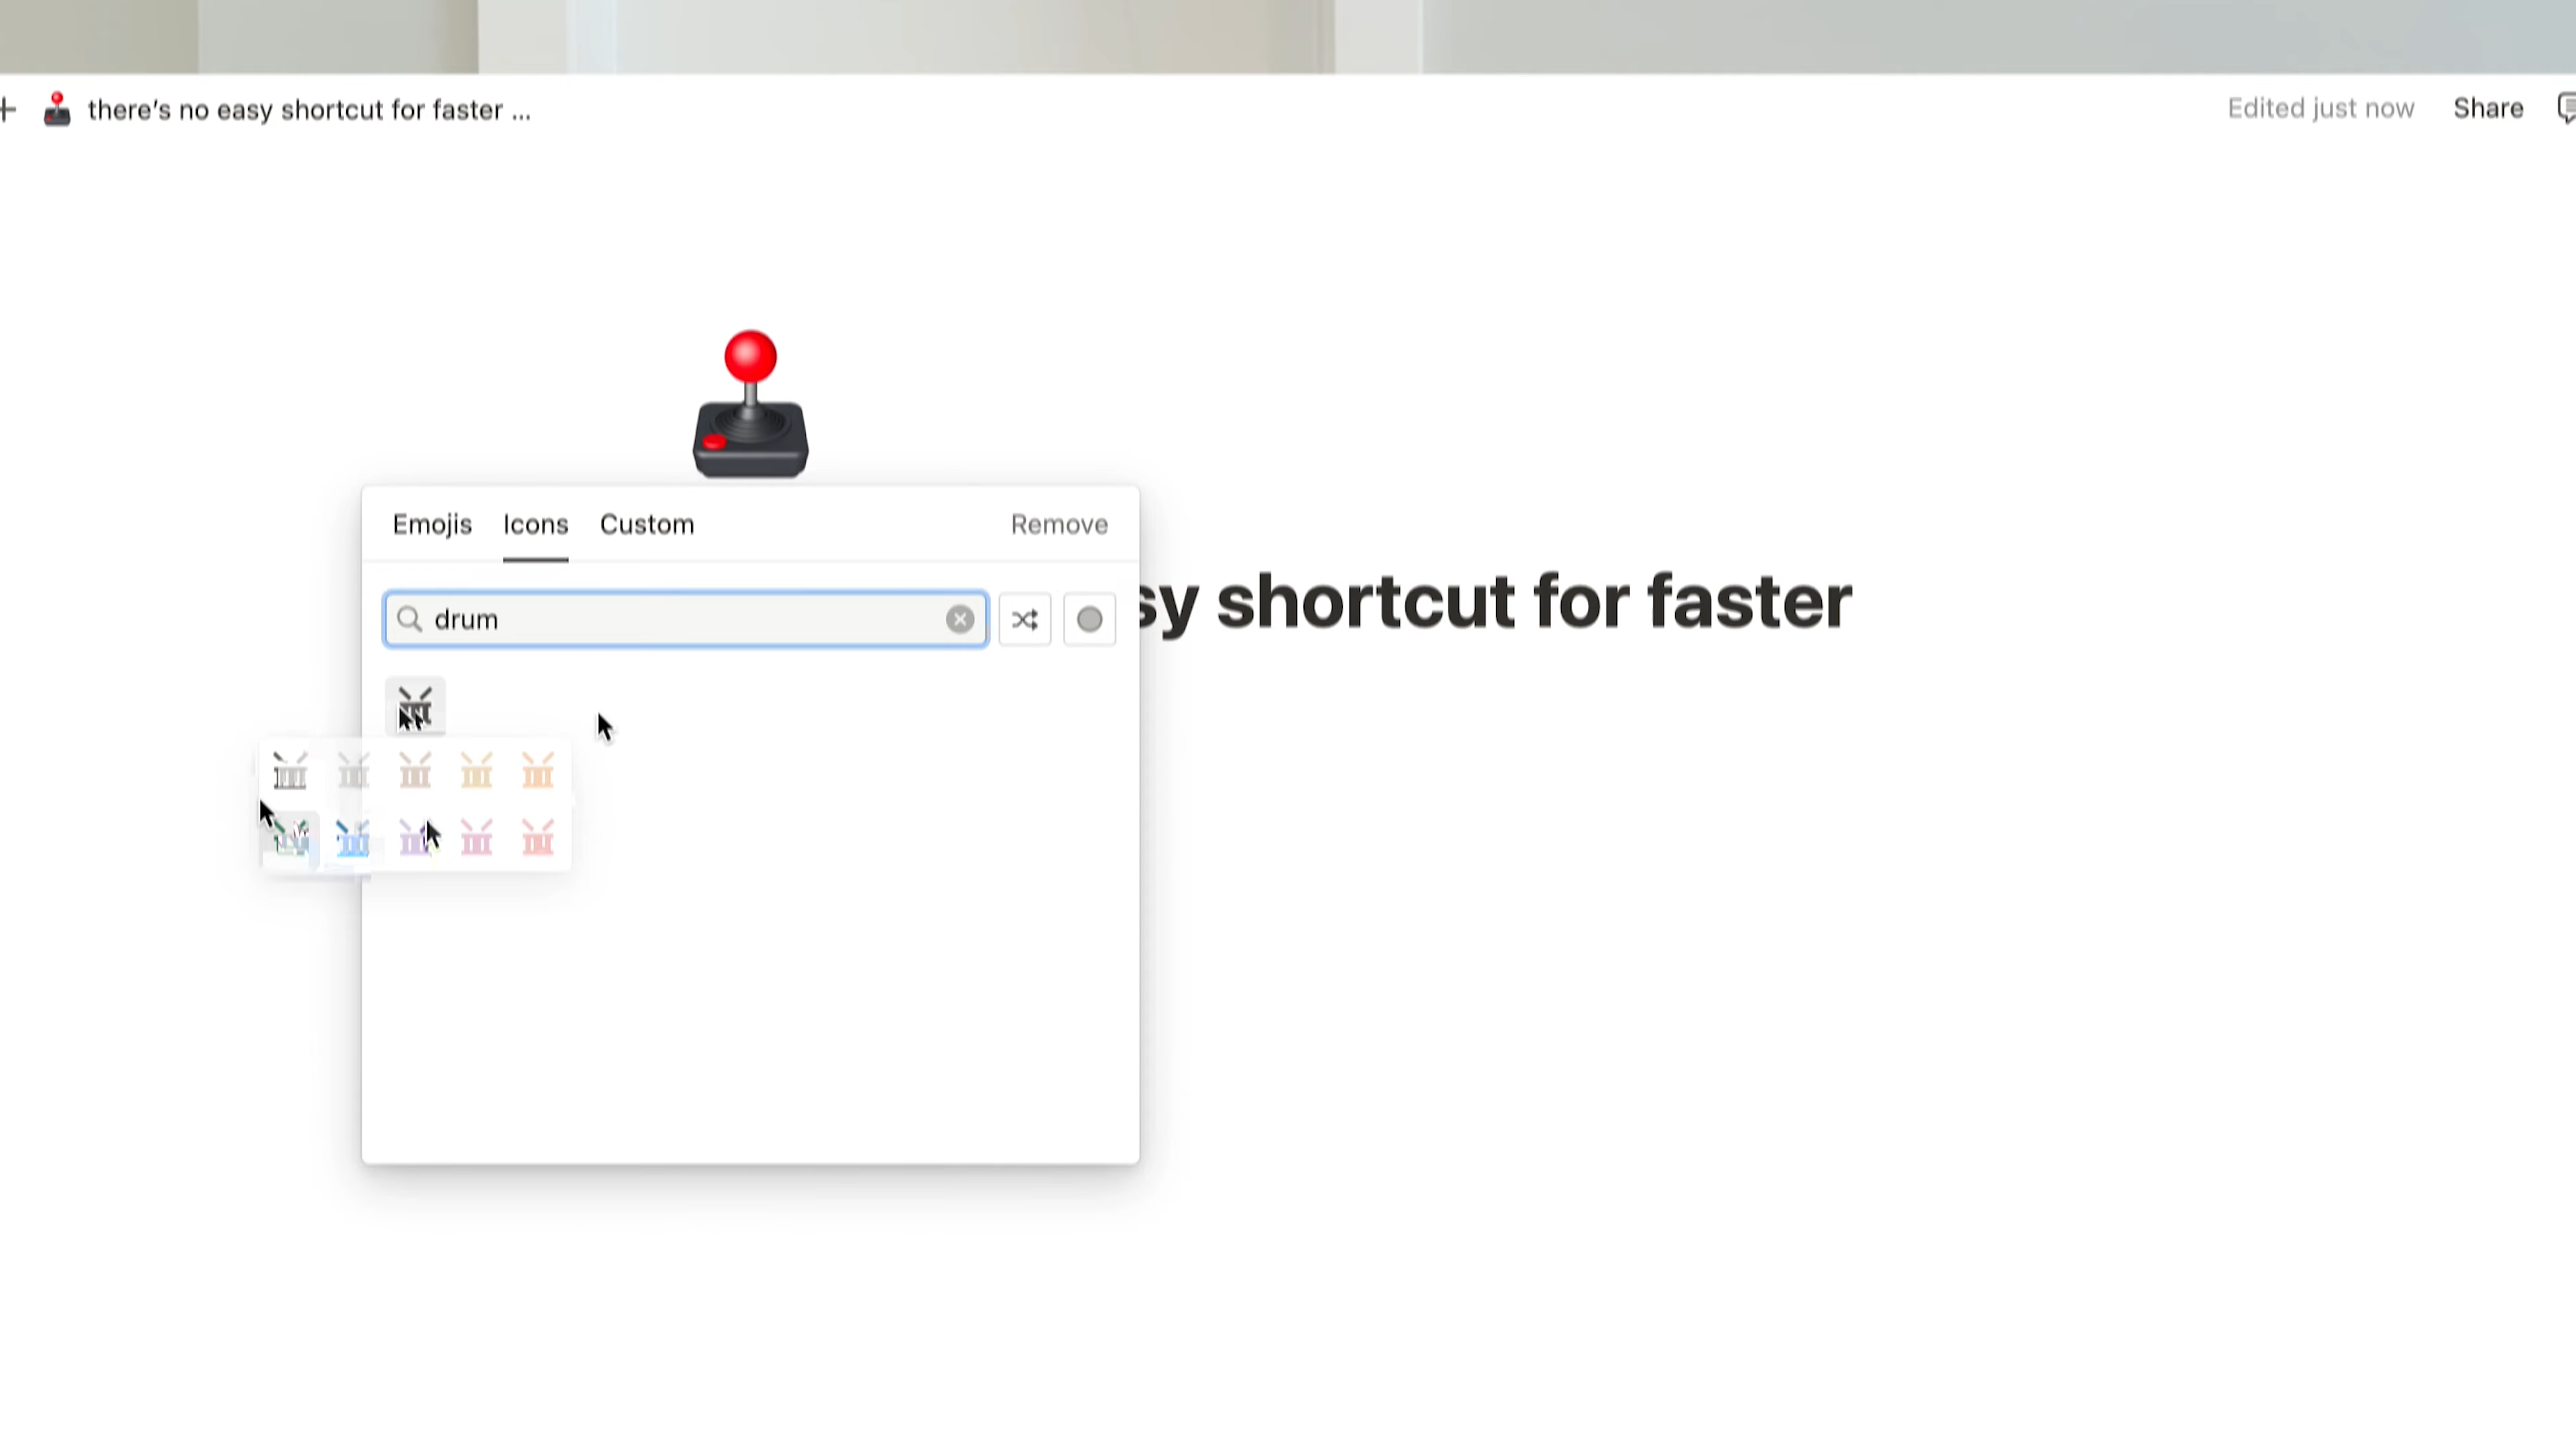 there's no easy shortcut for faster ...
Edited just now
Share
Emojis
Icons
Custom
Remove
sy shortcut for faster
drum